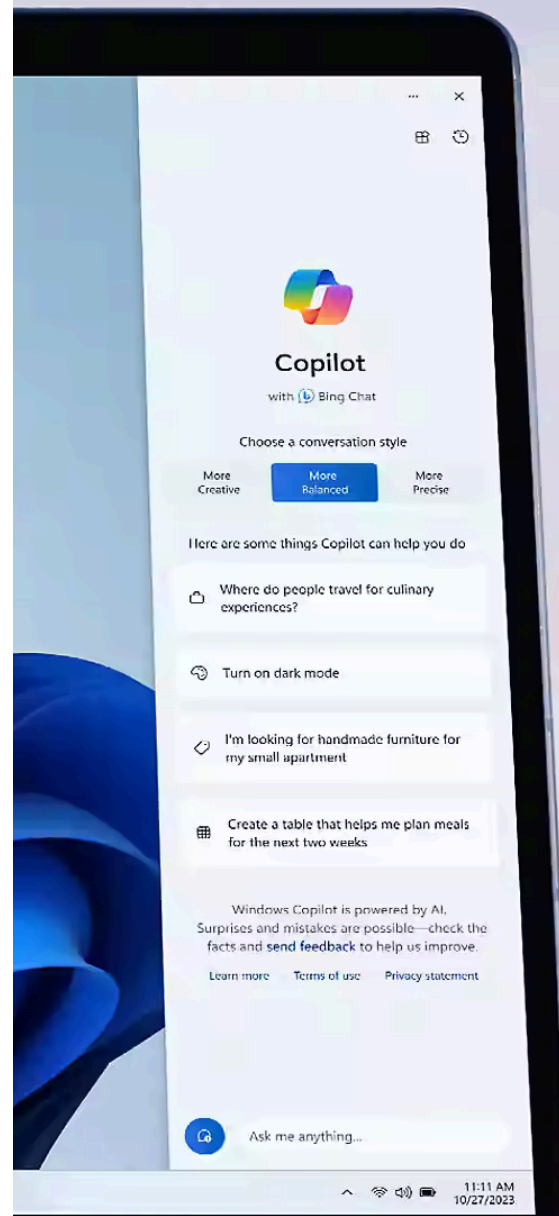 Copilot
with b Bing Chat
Choose a conversation style
More
Creative
More
Balanced
More
Precise
Here are some things Copilot can help you do
Where do people travel for culinary
experiences?
Turn on dark mode
I'm looking for handmade furniture for
my small apartment
Create a table that helps me plan meals
for the next two weeks
Windows Copilot is powered by AI.
Surprises and mistakes are possible—check the
facts and send feedback to help us improve.
Learn more Terms of use Privacy statement
Ask me anything...
11:11 AM
10/27/2023